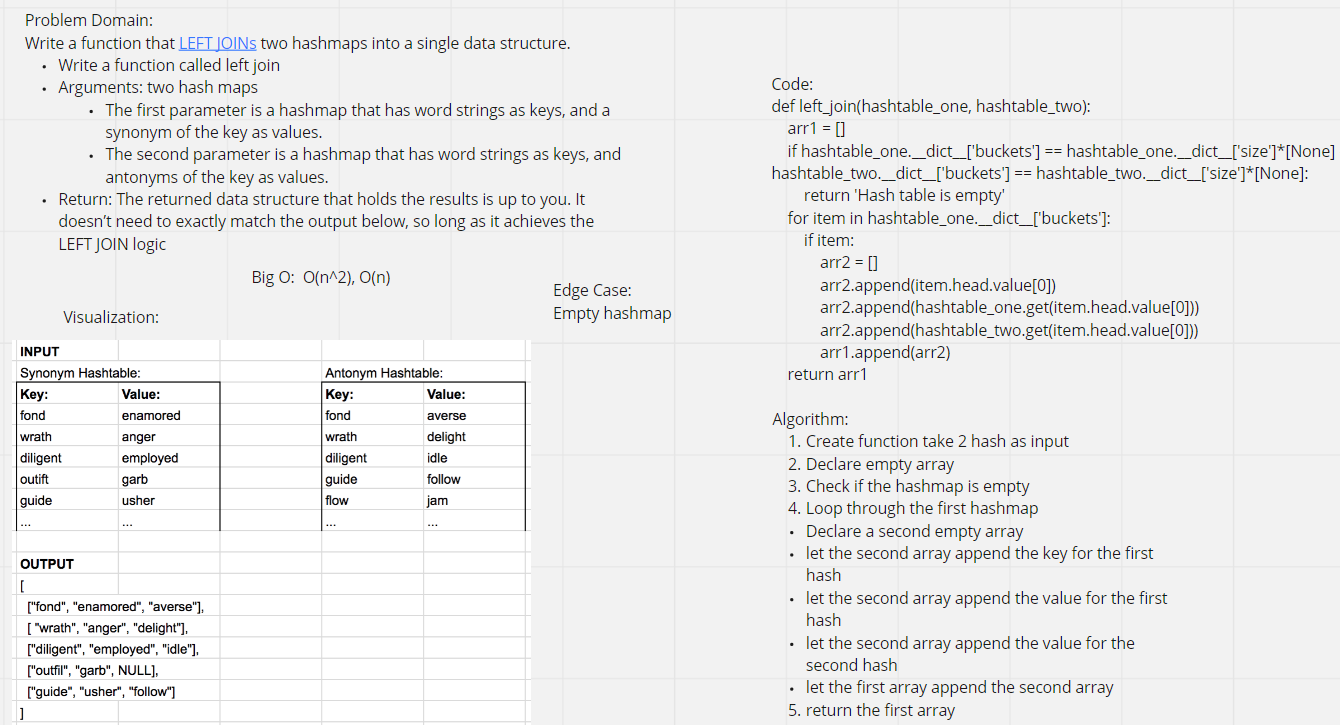 Problem Domain:
Write a function that LEFT JOINs two hashmaps into a single data structure.
• Write a function called left join
• Arguments: two hash maps
• The first parameter is a hashmap that has word strings as keys, and a
synonym of the key as values.
• The second parameter is a hashmap that has word strings as keys, and
antonyms of the key as values.
• Return: The returned data structure that holds the results is up to you. It
doesn’t need to exactly match the output below, so long as it achieves the
LEFT JOIN logic
Big O: O(n^2), O(n)
Edge Case:
Empty hashmap
Visualization:
INPUT
Synonym Hashtable: Antonym Hashtable:
Key: Value: Key: Value:
fond enamored fond averse
wrath anger wrath delight
diligent employed diligent idle
outift garb guide follow
guide usher flow jam
... ... ... ...
OUTPUT
[
["fond", "enamored", "averse"],
[ "wrath", "anger", "delight"],
["diligent", "employed", "idle"],
["outfil", "garb", NULL],
["guide", "usher", "follow"]
]
Code:
def left_join(hashtable_one, hashtable_two):
arr1 = []
if hashtable_one.__dict__['buckets'] == hashtable_one.__dict__['size']*[None]
hashtable_two.__dict__['buckets'] == hashtable_two.__dict__['size']*[None]:
return 'Hash table is empty'
for item in hashtable_one.__dict__['buckets']:
if item:
arr2 = []
arr2.append(item.head.value[0])
arr2.append(hashtable_one.get(item.head.value[0]))
arr2.append(hashtable_two.get(item.head.value[0]))
arr1.append(arr2)
return arr1
Algorithm:
1. Create function take 2 hash as input
2. Declare empty array
3. Check if the hashmap is empty
4. Loop through the first hashmap
• Declare a second empty array
• let the second array append the key for the first
hash
• let the second array append the value for the first
hash
• let the second array append the value for the
second hash
• let the first array append the second array
5. return the first array